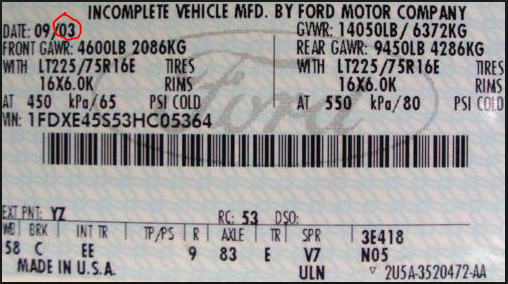 INCOMPLETE VEHICLE MFD. BY FORD MOTOR COMPANY
DATE: 09/03 GVWR: 14050LB/ 6372KG
FRONT GAWR: 4600LB 2086KG REAR GAWR: 9450LB 4286KG
WITH LT225/75R16E TIRES WITH LT225/75R16E TIRES
16X6.0K RIMS 16X6.0K RIMS
AT 450 kPa/65 PSI COLD AT 550 kPa/80 PSI COLD
VIN: 1FDXE45S53HC05364
Ford
EXT PNT: YZ RC: 53 DSO:
WB BRK INT TR TP/PS R AXLE TR SPR 3E418
58 C EE 9 83 E V7 N05
MADE IN U.S.A. ULN ▽ 2U5A-3520472-AA